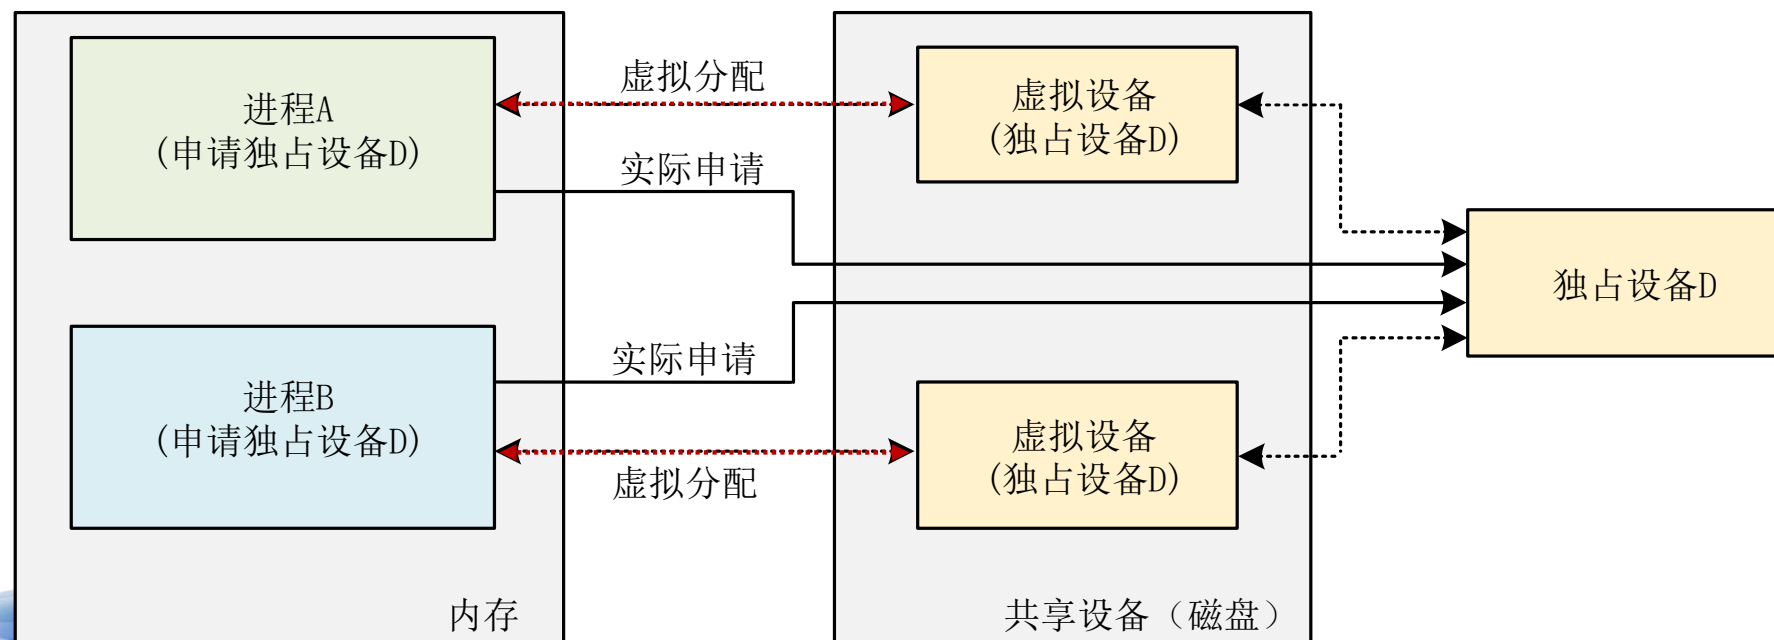 进程A
(申请独占设备D)
虚拟分配
虚拟设备
(独占设备D)
实际申请
独占设备D
实际申请
进程B
(申请独占设备D)
虚拟分配
虚拟设备
(独占设备D)
内存
共享设备（磁盘）